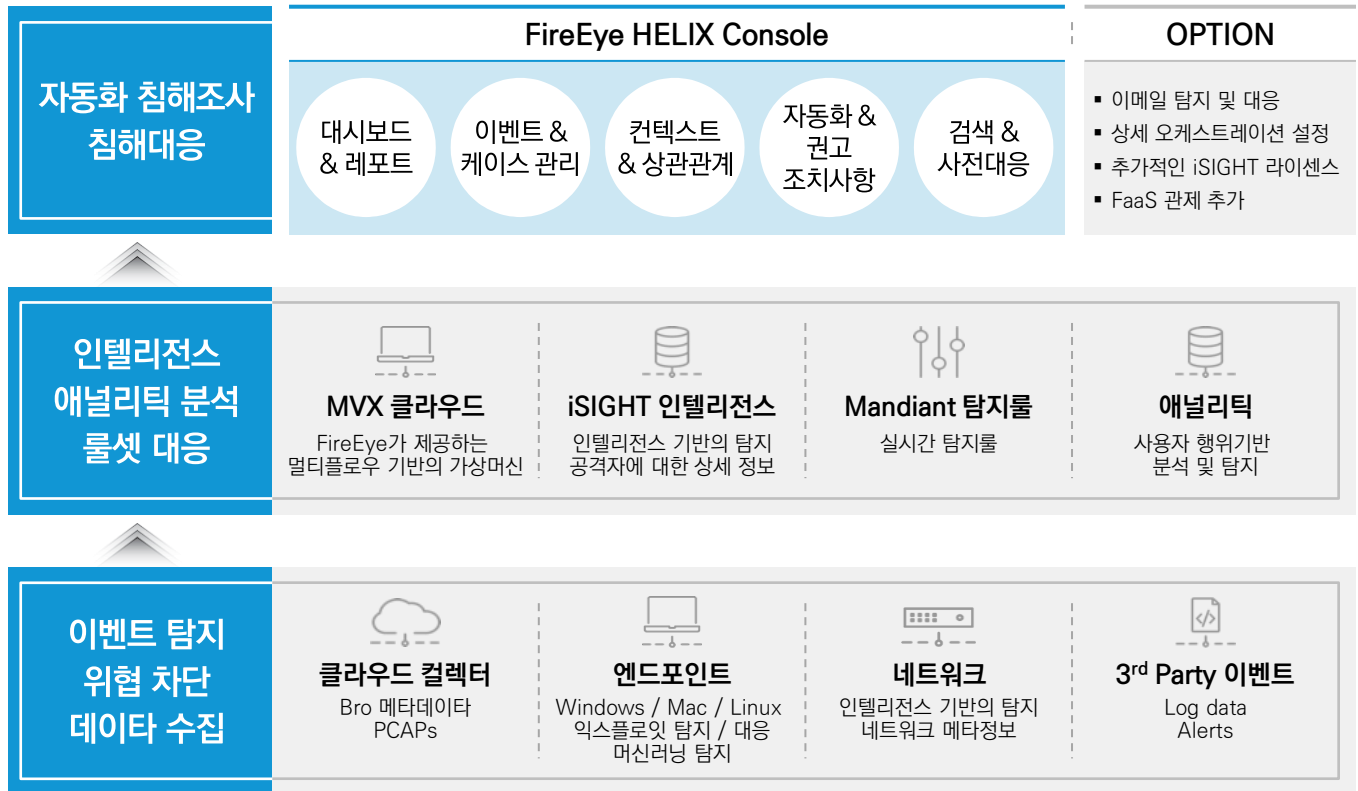 자동화 침해조사
침해대응
FireEye HELIX Console
대시보드
& 레포트
이벤트 &
케이스 관리
컨텍스트
& 상관관계
자동화 &
권고
조치사항
검색 &
사전대응
OPTION
▪ 이메일 탐지 및 대응
▪ 상세 오케스트레이션 설정
▪ 추가적인 iSIGHT 라이센스
▪ FaaS 관제 추가
인텔리전스
애널리틱 분석
룰셋 대응
MVX 클라우드
FireEye가 제공하는
멀티플로우 기반의 가상머신
iSIGHT 인텔리전스
인텔리전스 기반의 탐지
공격자에 대한 상세 정보
Mandiant 탐지룰
실시간 탐지룰
애널리틱
사용자 행위기반
분석 및 탐지
이벤트 탐지
위협 차단
데이타 수집
클라우드 컬렉터
Bro 메타데이타
PCAPs
엔드포인트
Windows / Mac / Linux
익스플로잇 탐지 / 대응
머신러닝 탐지
네트워크
인텔리전스 기반의 탐지
네트워크 메타정보
3rd Party 이벤트
Log data
Alerts